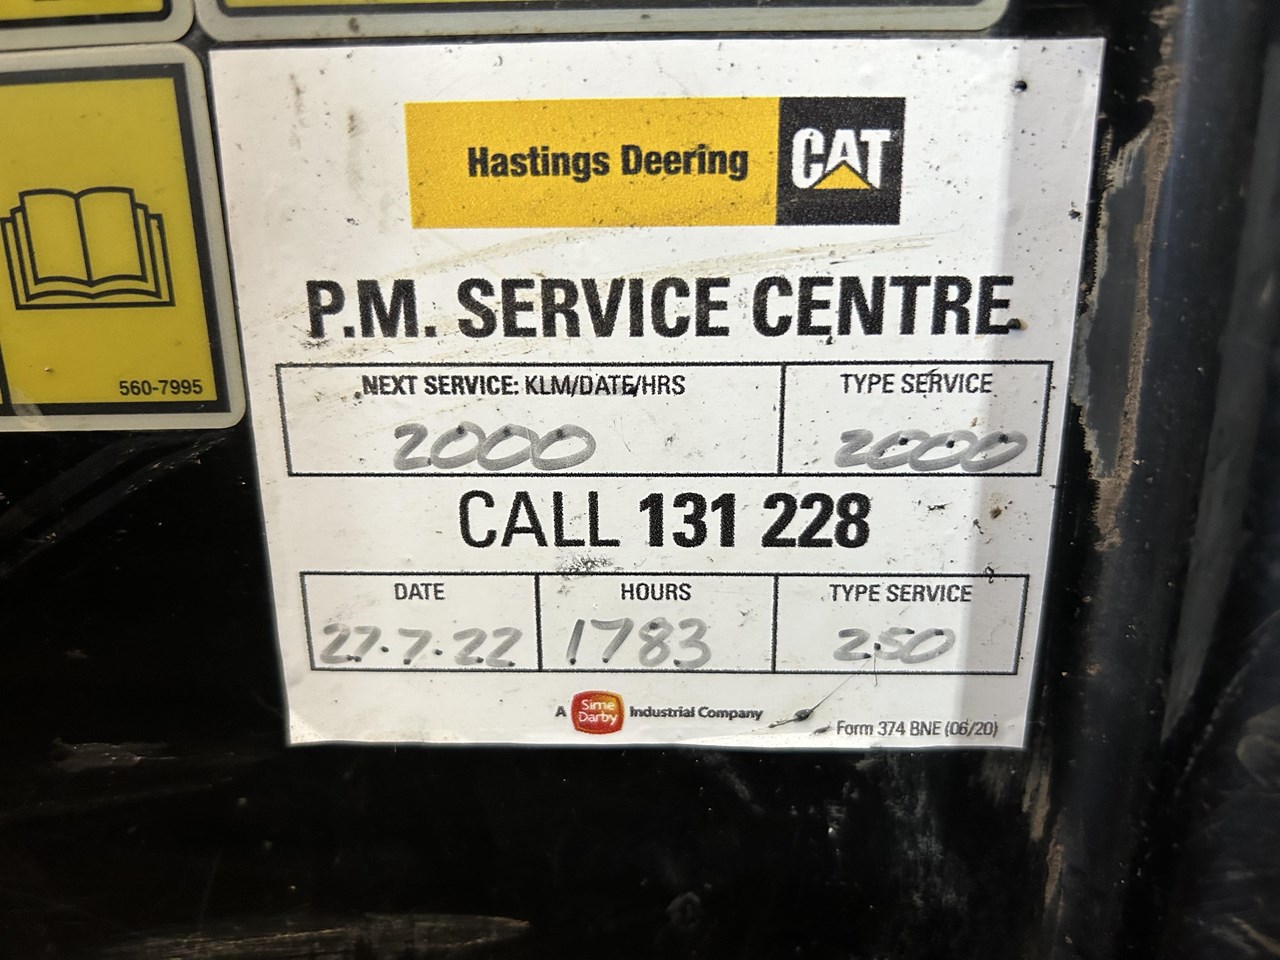 560-7995
Hastings Deering CAT
P.M. SERVICE CENTRE
NEXT SERVICE: KLM/DATE/HRS TYPE SERVICE
2000 2000
CALL 131 228
DATE HOURS TYPE SERVICE
27.7.22 1783 250
A Sime Darby Industrial Company
Form 374 BNE (06/20)